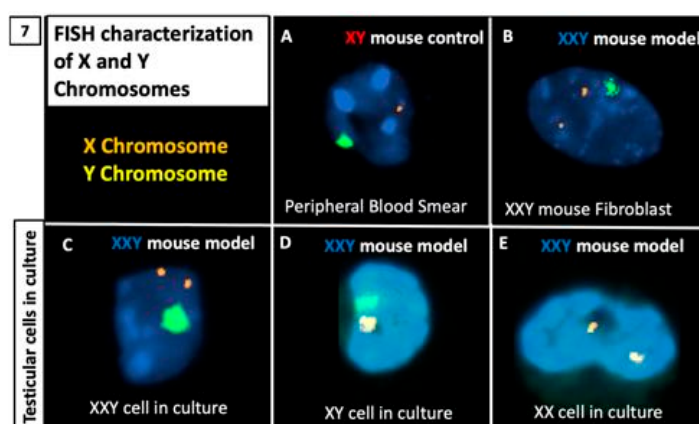 7
FISH characterization
of X and Y
Chromosomes
X Chromosome
Y Chromosome
A
XY mouse control
Peripheral Blood Smear
B
XXY mouse model
XXY mouse Fibroblast
Testicular cells in culture
C
XXY mouse model
XXY cell in culture
D
XXY mouse model
XY cell in culture
E
XXY mouse model
XX cell in culture